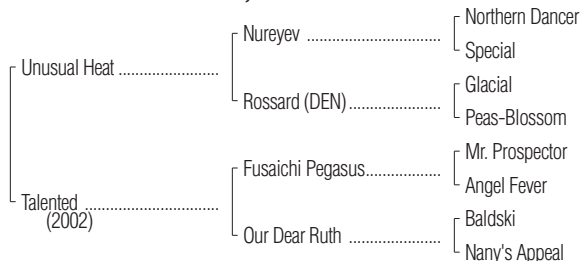 Northern Dancer
Nureyev ........................
Special
Unusual Heat .......................
Glacial
Rossard (DEN).....................
Peas-Blossom
Mr. Prospector
Fusaichi Pegasus.................
Angel Fever
Talented ...............................
(2002)
Baldski
Our Dear Ruth .....................
Nany's Appeal